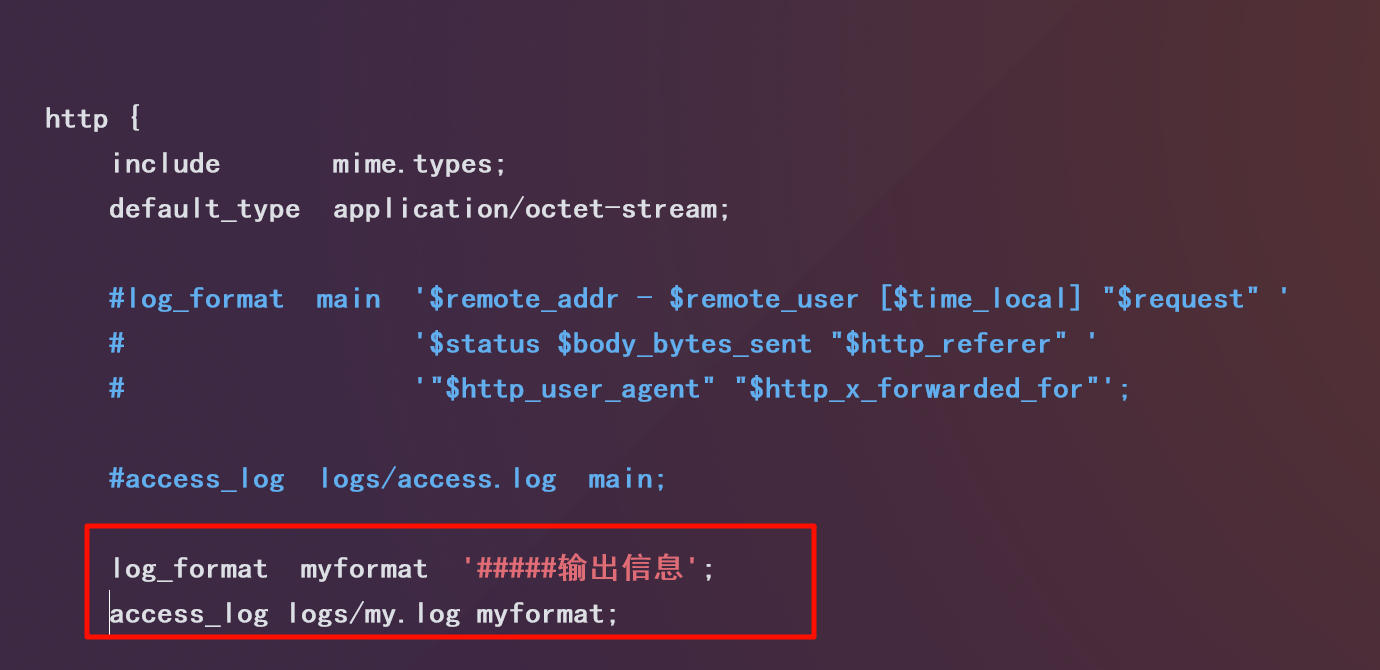 http {
    include       mime.types;
    default_type  application/octet-stream;
    #log_format  main  '$remote_addr - $remote_user [$time_local] "$request" '
    #                  '$status $body_bytes_sent "$http_referer" '
    #                  '"$http_user_agent" "$http_x_forwarded_for"';
    #access_log  logs/access.log  main;
    log_format  myformat  '#####输出信息';
    access_log logs/my.log myformat;